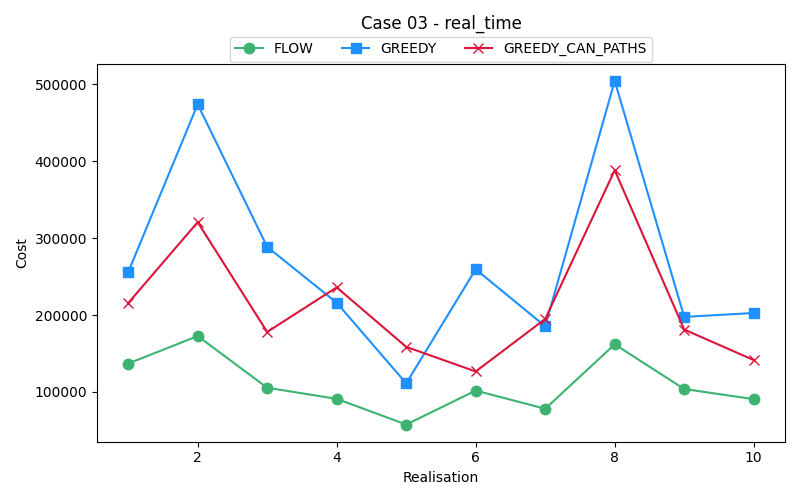 Case 03 - real_time
FLOW GREEDY GREEDY_CAN_PATHS
500000
400000
300000
200000
100000
Cost
2 4 6 8 10
Realisation